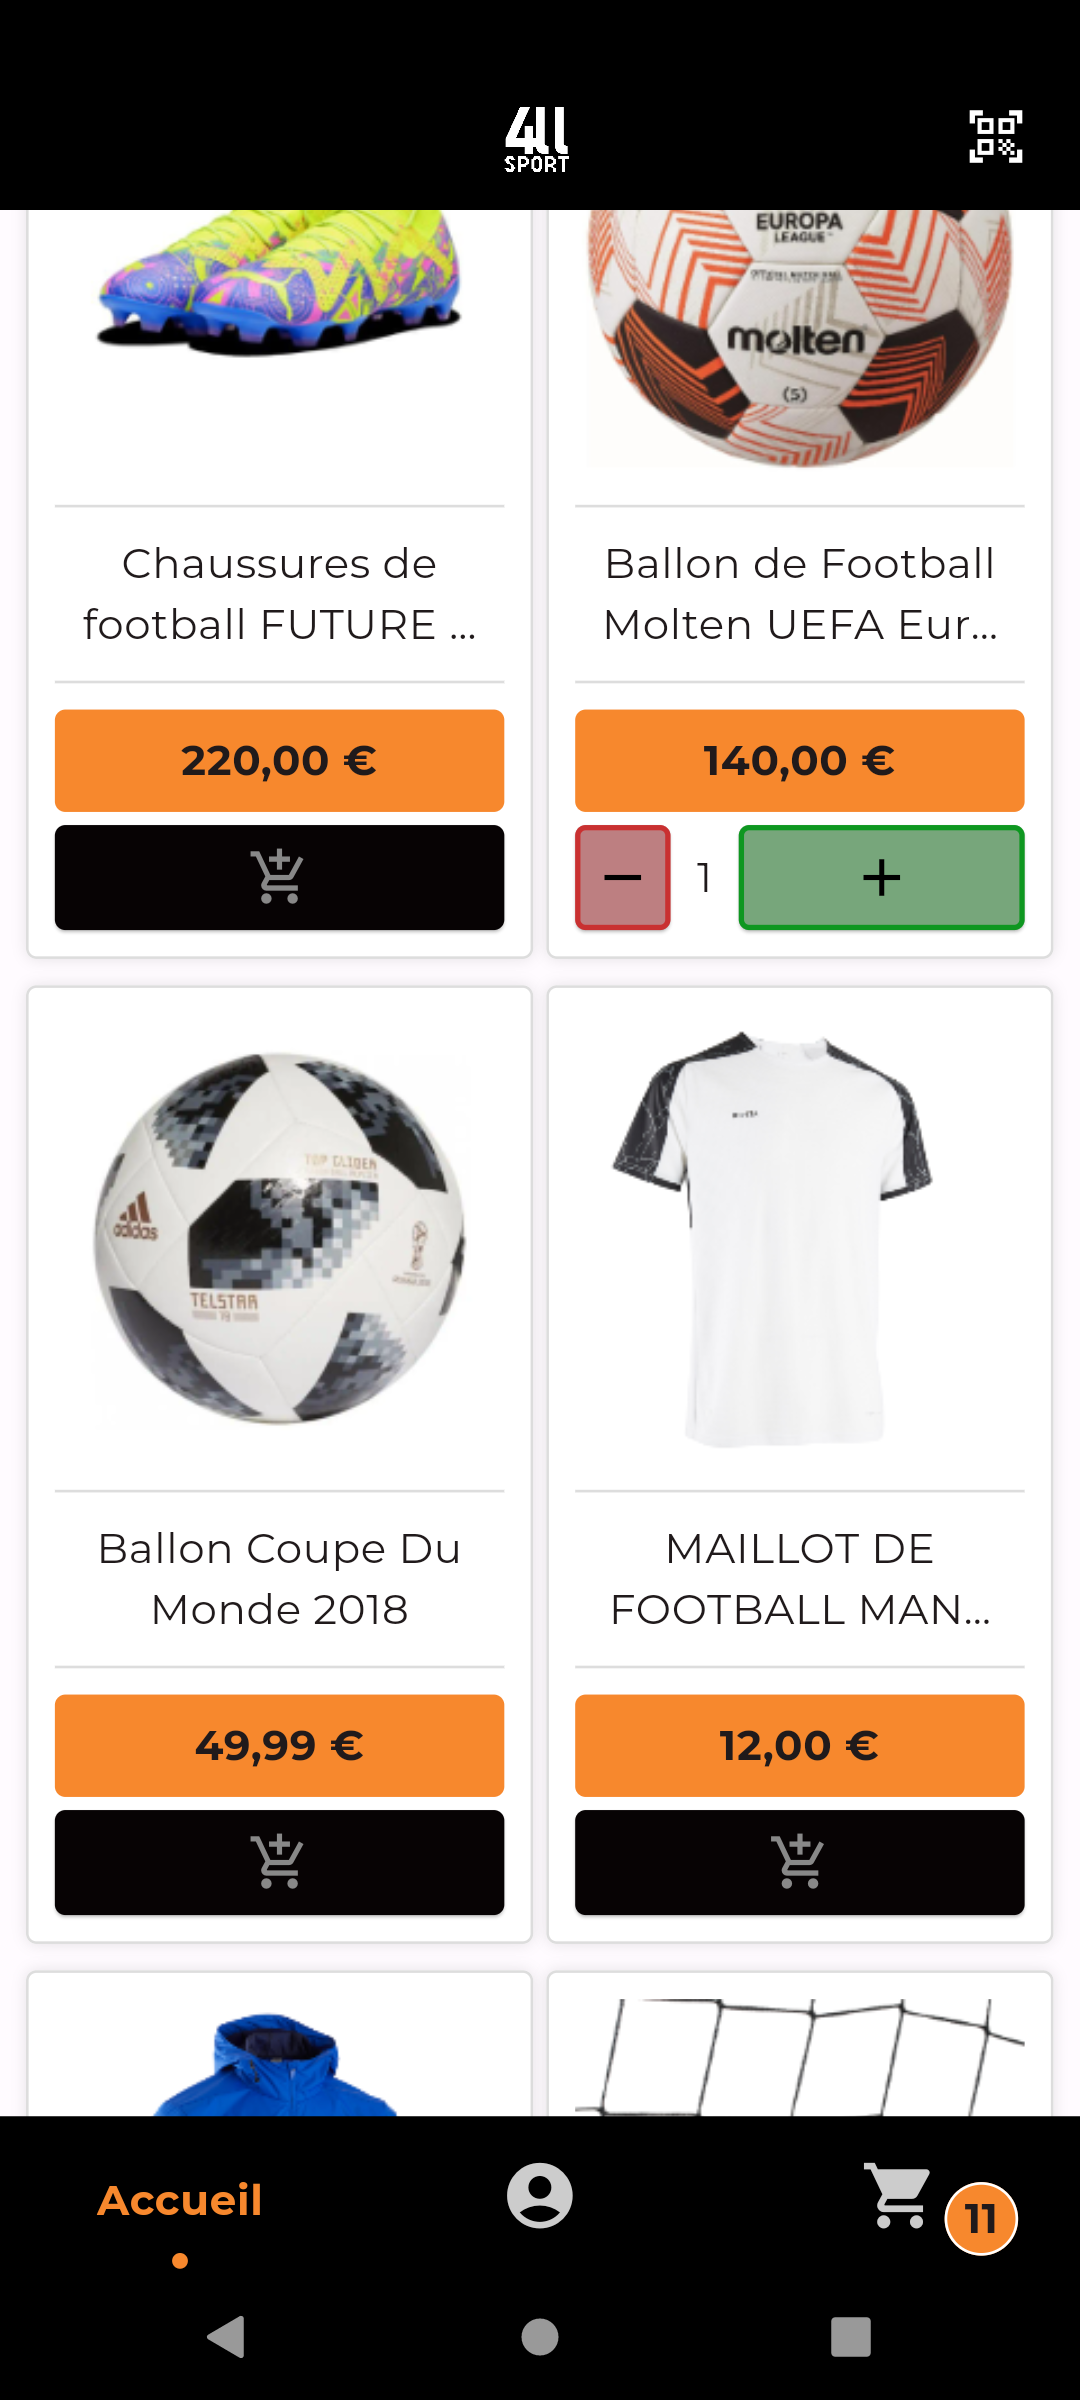 4ll
SPORT
EUROPA
LEAGUE
molten
(5)
Chaussures de
football FUTURE ...
Ballon de Football
Molten UEFA Eur...
220,00 €
140,00 €
1
TOP GLIDER
adidas
TELSTAR
18
Ballon Coupe Du
Monde 2018
MAILLOT DE
FOOTBALL MAN...
49,99 €
12,00 €
Accueil
11